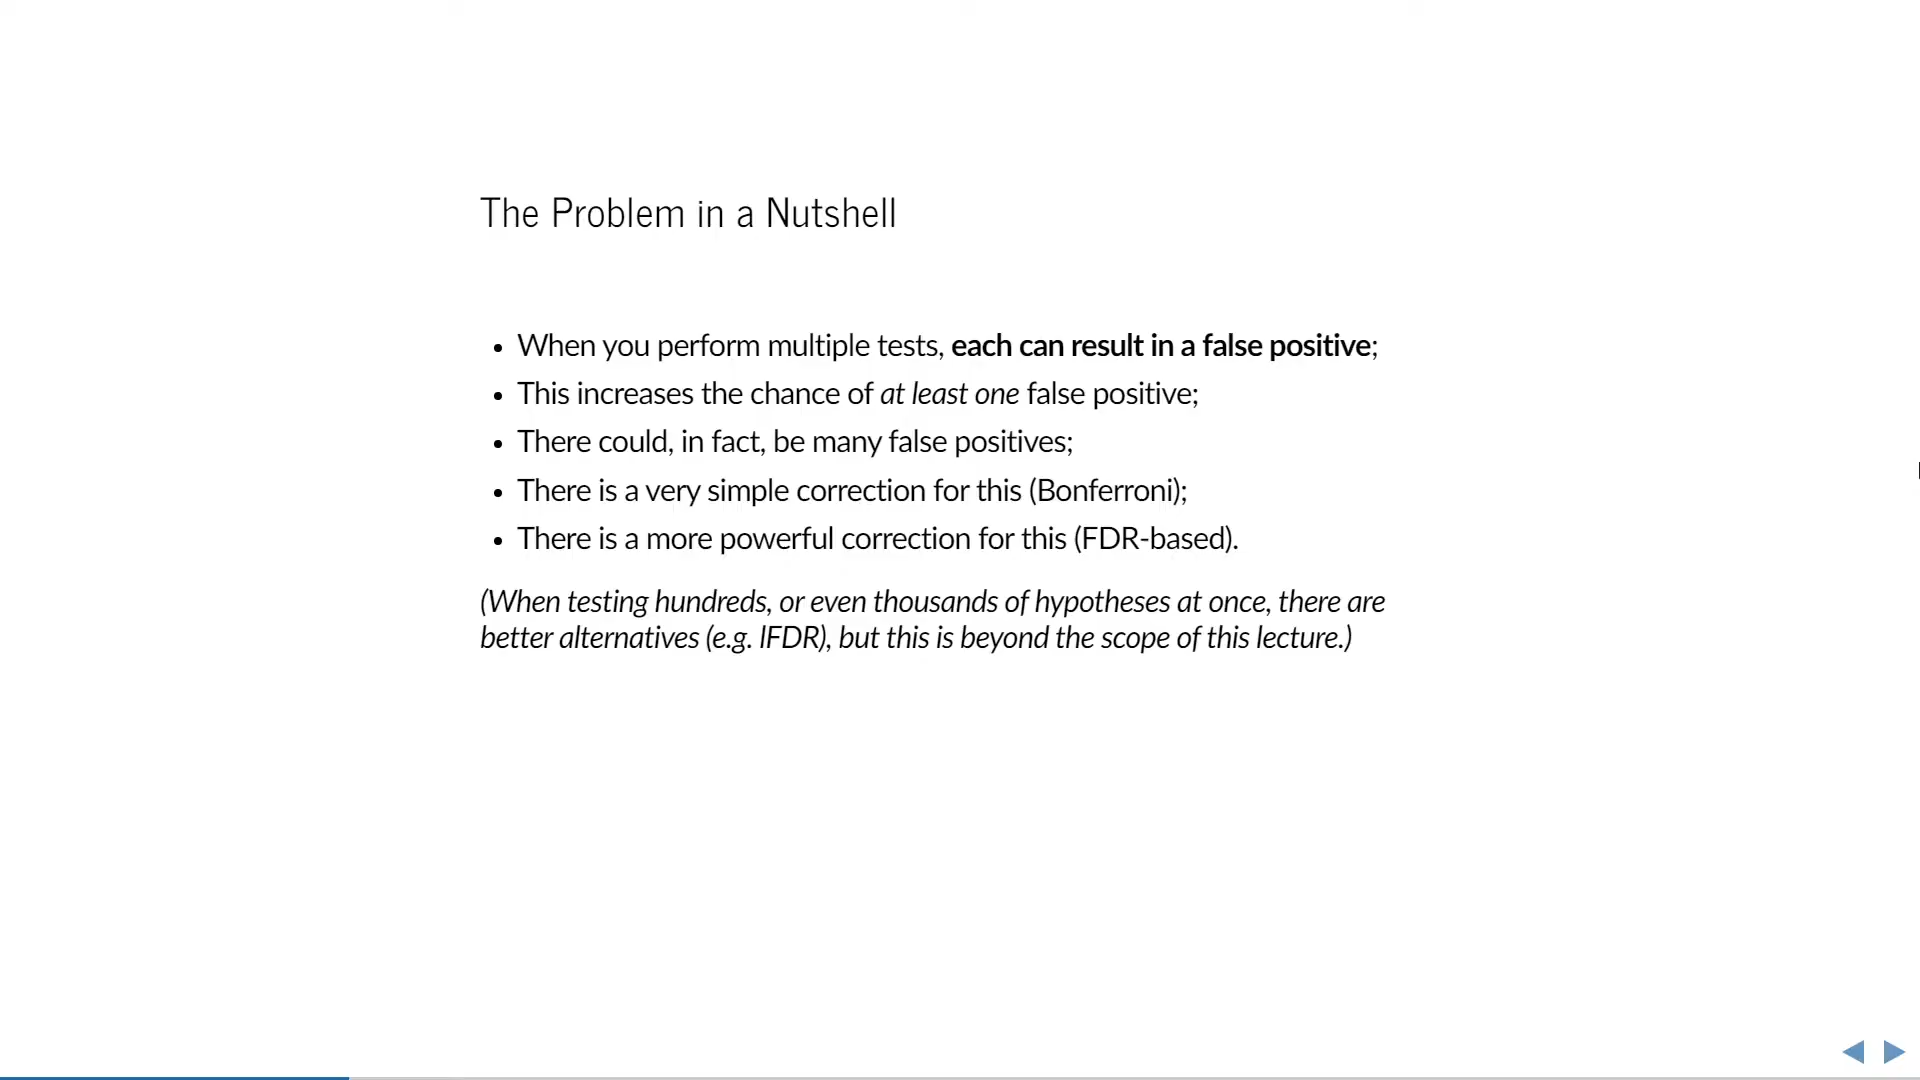 The Problem in a Nutshell
• When you perform multiple tests, each can result in a false positive;
• This increases the chance of at least one false positive;
• There could, in fact, be many false positives;
• There is a very simple correction for this (Bonferroni);
• There is a more powerful correction for this (FDR-based).
(When testing hundreds, or even thousands of hypotheses at once, there are
better alternatives (e.g. lFDR), but this is beyond the scope of this lecture.)